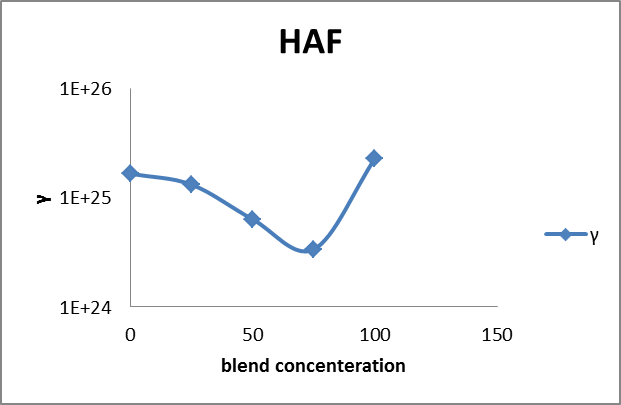 HAF
1E+26
1E+25
1E+24
γ
0
50
100
150
blend concenteration
γ